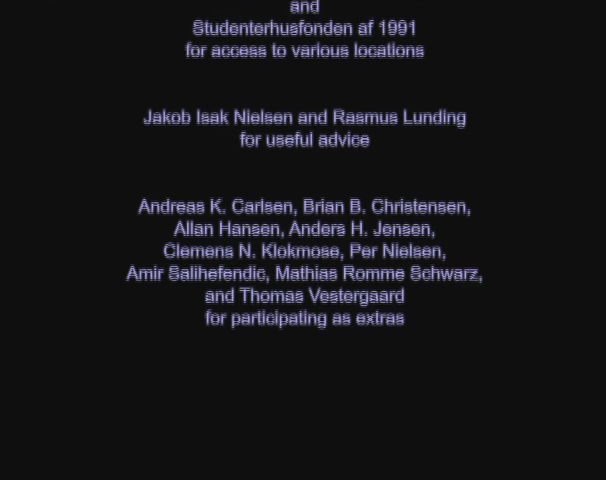 and
Studenterhusfonden af 1991
for access to various locations
Jakob Isak Nielsen and Rasmus Lunding
for useful advice
Andreas K. Carlsen, Brian B. Christensen,
Allan Hansen, Anders H. Jensen,
Clemens N. Klokmose, Per Nielsen,
Amir Salihefendic, Mathias Romme Schwarz,
and Thomas Vestergaard
for participating as extras